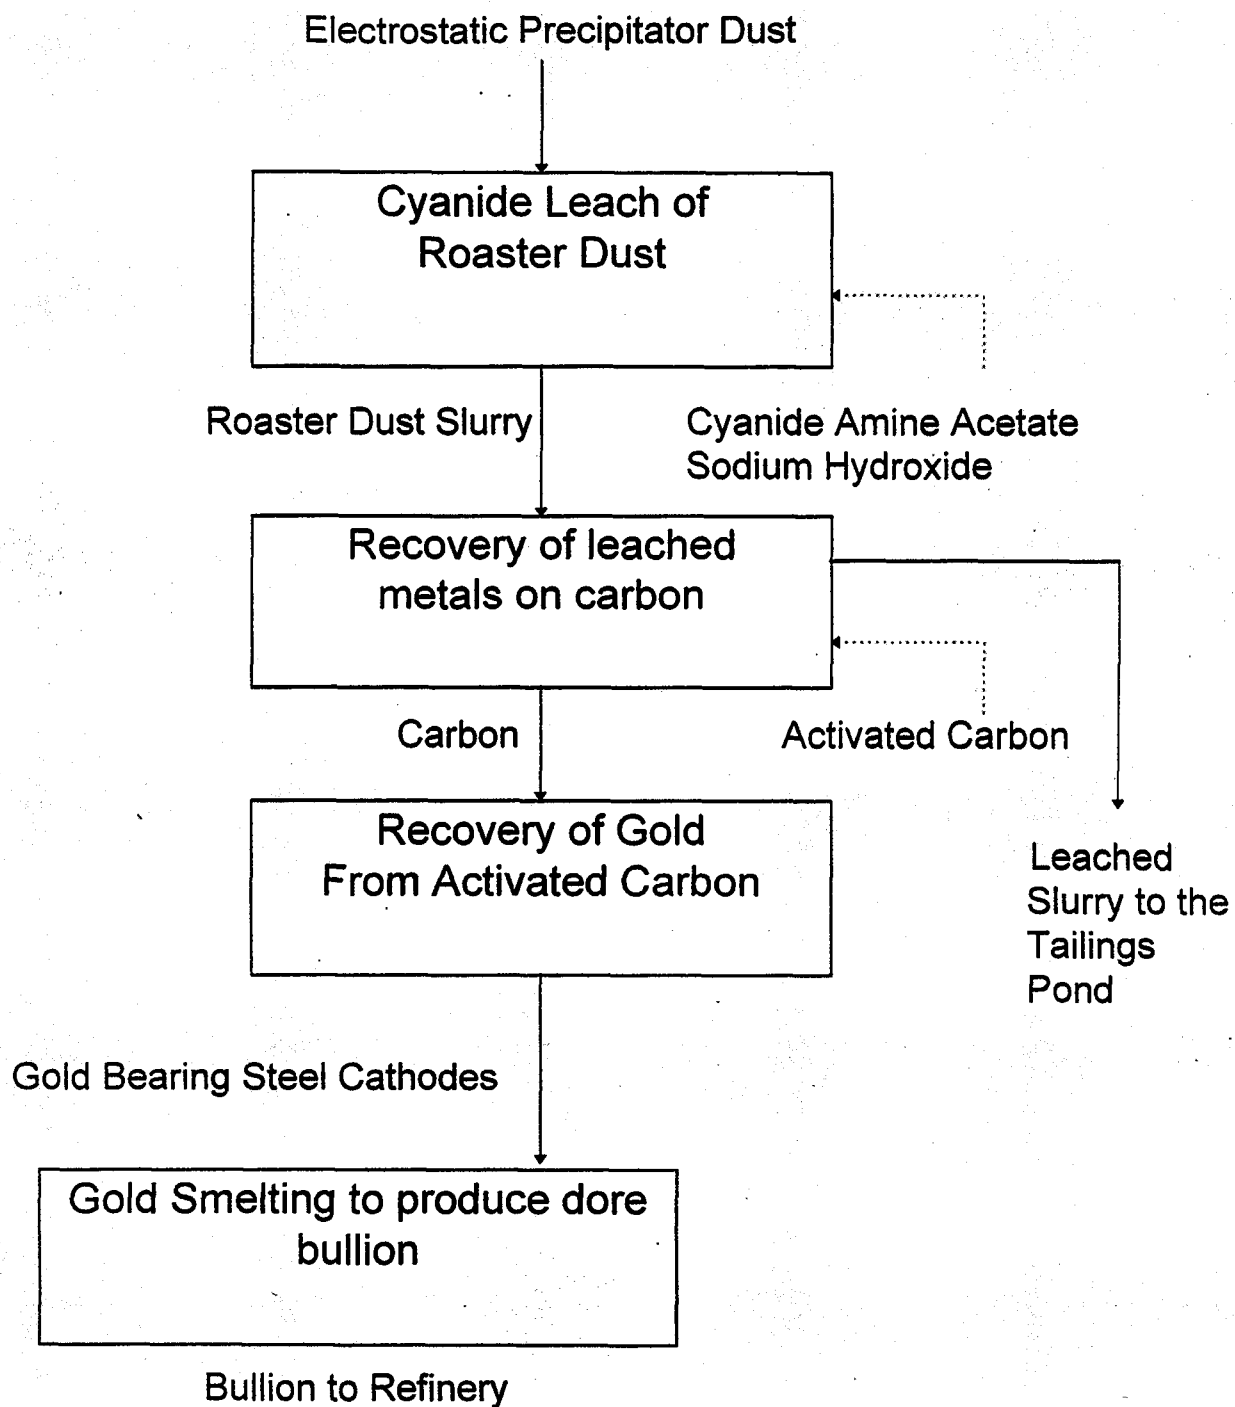 Electrostatic Precipitator Dust
Cyanide Leach of
Roaster Dust
Roaster Dust Slurry
Cyanide Amine Acetate
Sodium Hydroxide
Recovery of leached
metals on carbon
Carbon
Activated Carbon
Recovery of Gold
From Activated Carbon
Leached
Slurry to the
Tailings
Pond
Gold Bearing Steel Cathodes
Gold Smelting to produce dore
bullion
Bullion to Refinery